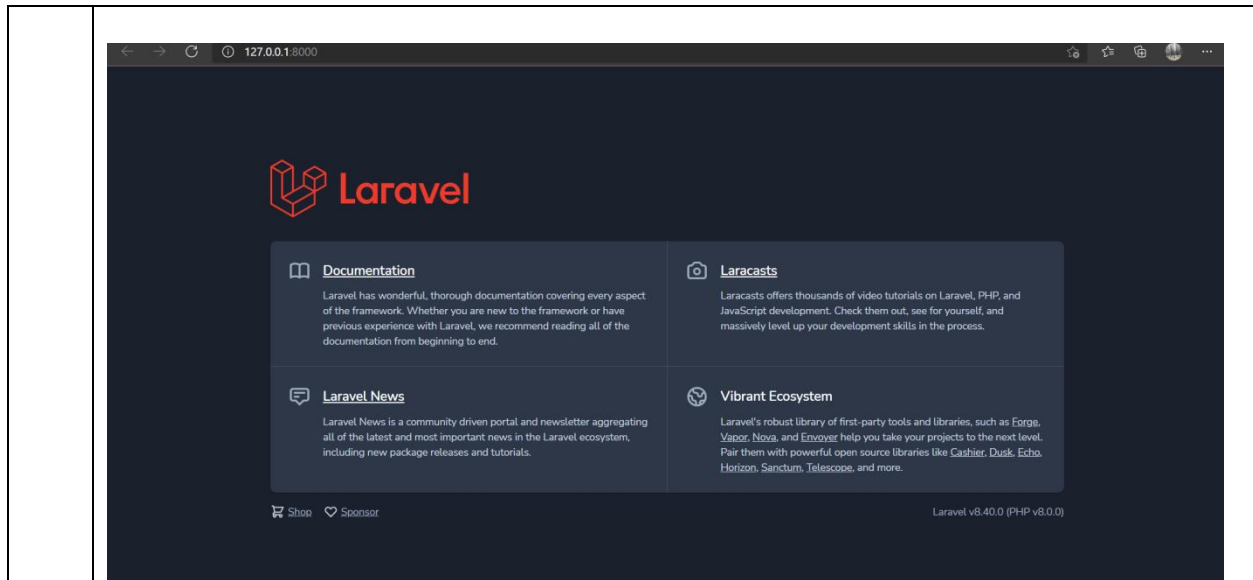 127.0.0.1:8000
Laravel
Documentation
Laravel has wonderful, thorough documentation covering every aspect
of the framework. Whether you are new to the framework or have
previous experience with Laravel, we recommend reading all of the
documentation from beginning to end.
Laracasts
Laracasts offers thousands of video tutorials on Laravel, PHP, and
JavaScript development. Check them out, see for yourself, and
massively level up your development skills in the process.
Laravel News
Laravel News is a community driven portal and newsletter aggregating
all of the latest and most important news in the Laravel ecosystem,
including new package releases and tutorials.
Vibrant Ecosystem
Laravel's robust library of first-party tools and libraries, such as Forge,
Vapor, Nova, and Envoyer help you take your projects to the next level.
Pair them with powerful open source libraries like Cashier, Dusk, Echo,
Horizon, Sanctum, Telescope, and more.
Shop Sponsor
Laravel v8.40.0 (PHP v8.0.0)